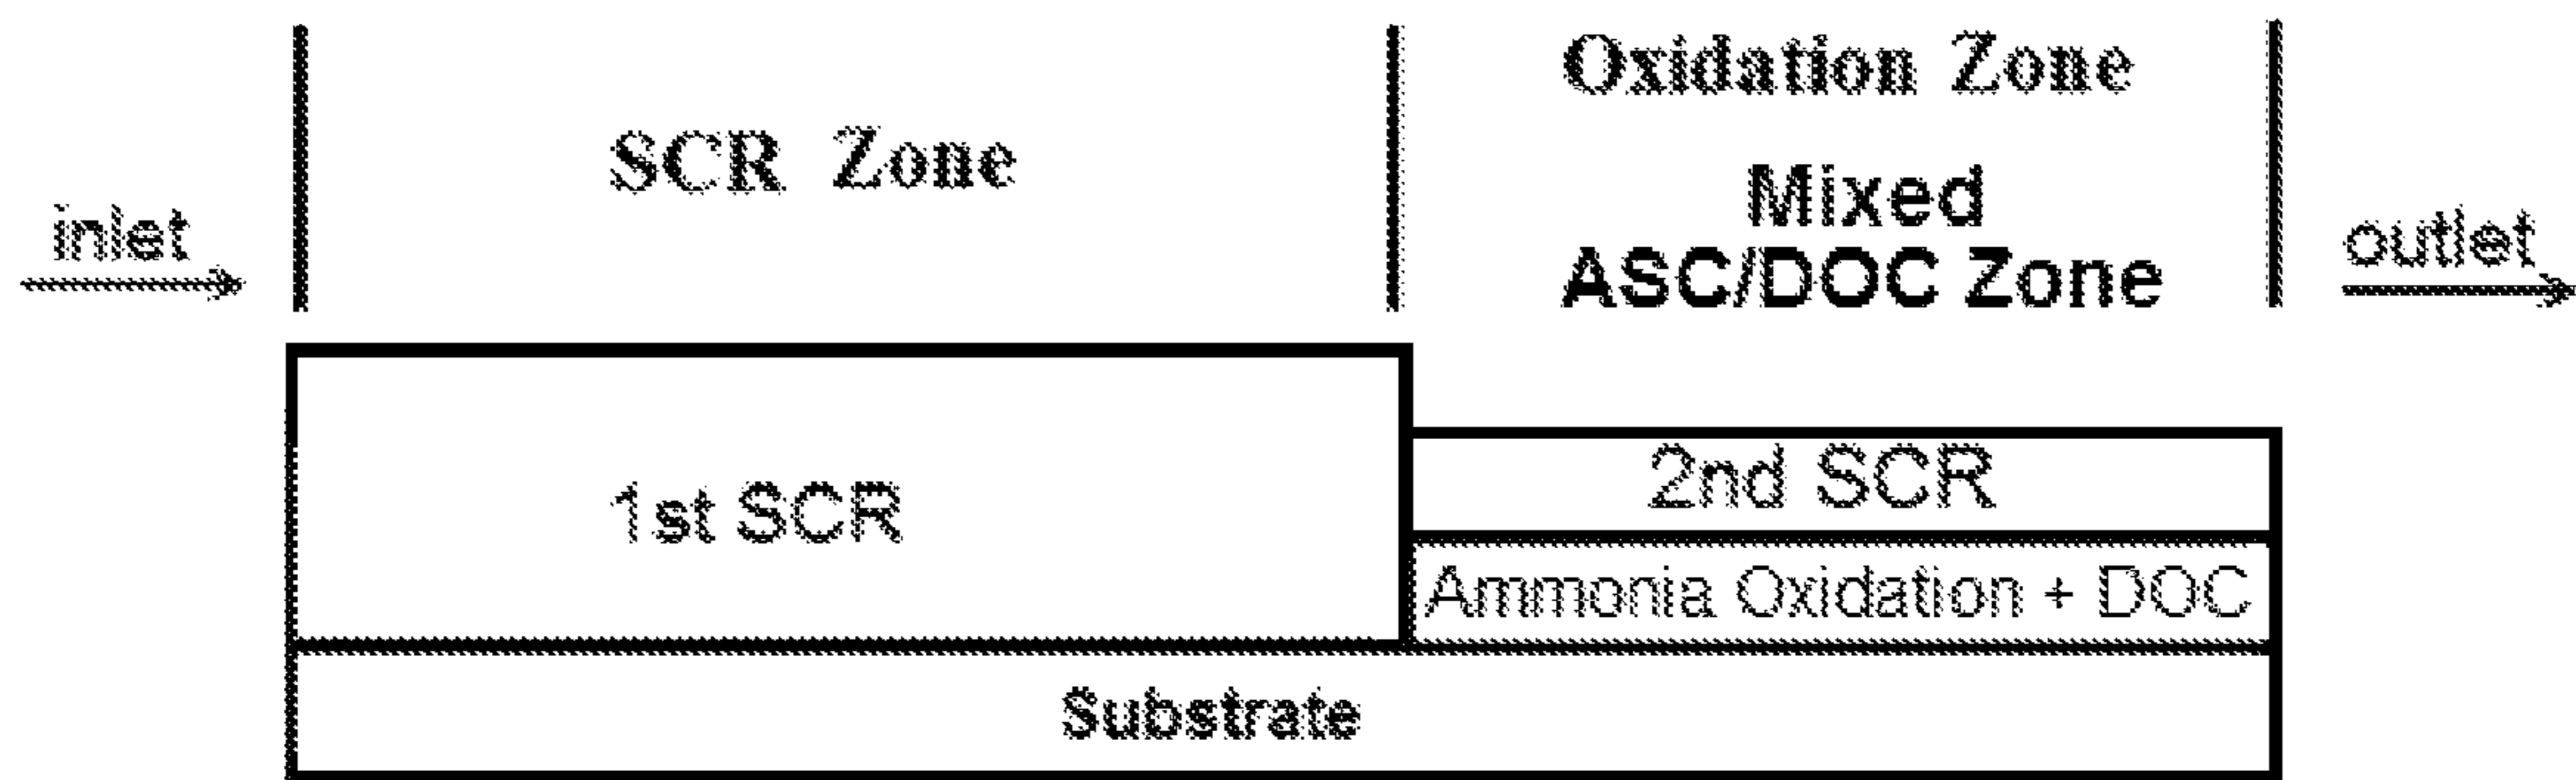 Oxidation Zone
SCR Zone
Mixed
ASC/DOC Zone
inlet
outlet
1st SCR
2nd SCR
Ammonia Oxidation + DOC
Substrate